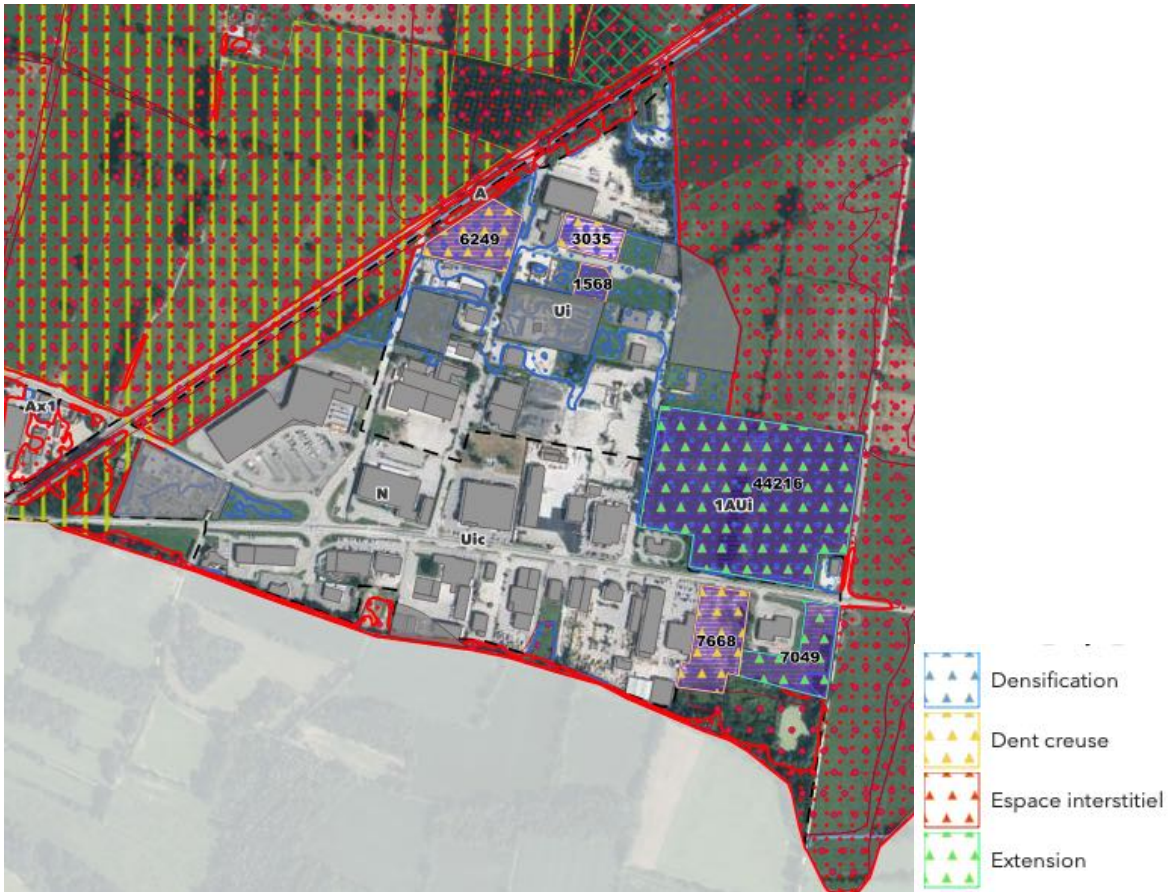 A
6249
3035
1568
Ui
Ax1
44216
1AUi
N
Uic
7668
7049
Densification
Dent creuse
Espace interstitiel
Extension